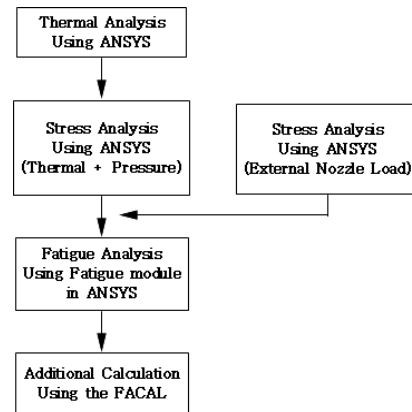 Thermal Analysis
Using ANSYS
Stress Analysis
Using ANSYS
(Thermal + Pressure)
Stress Analysis
Using ANSYS
(External Nozzle Load)
Fatigue Analysis
Using Fatigue module
in ANSYS
Additional Calculation
Using the FACAL